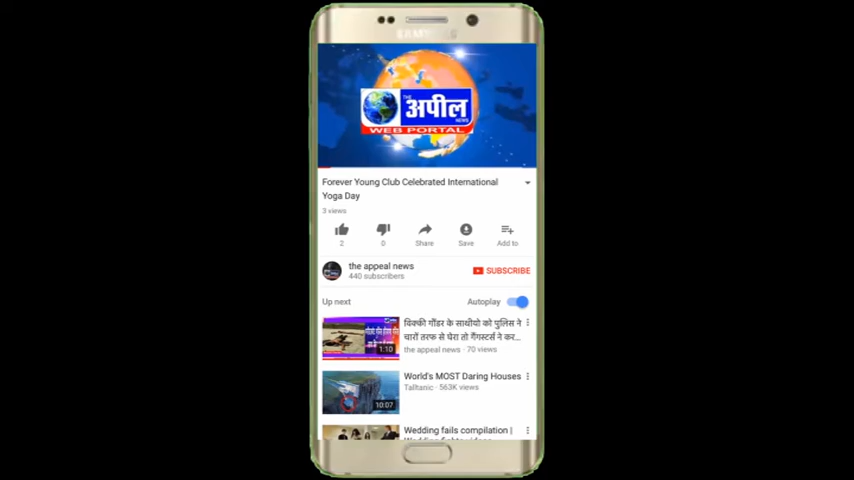 SAMSUNG
THE
अपील
NEWS
WEB PORTAL
Forever Young Club Celebrated International
Yoga Day
3 views
2
0
Share
Save
Add to
the appeal news
440 subscribers
SUBSCRIBE
Up next
Autoplay
विक्की गौंडर के साथीयो को पुलिस ने
चारों तरफ से घेरा तो गैंगस्टर्स ने कर...
the appeal news · 70 views
1:10
World's MOST Daring Houses
Talltanic · 563K views
10:07
Wedding fails compilation |